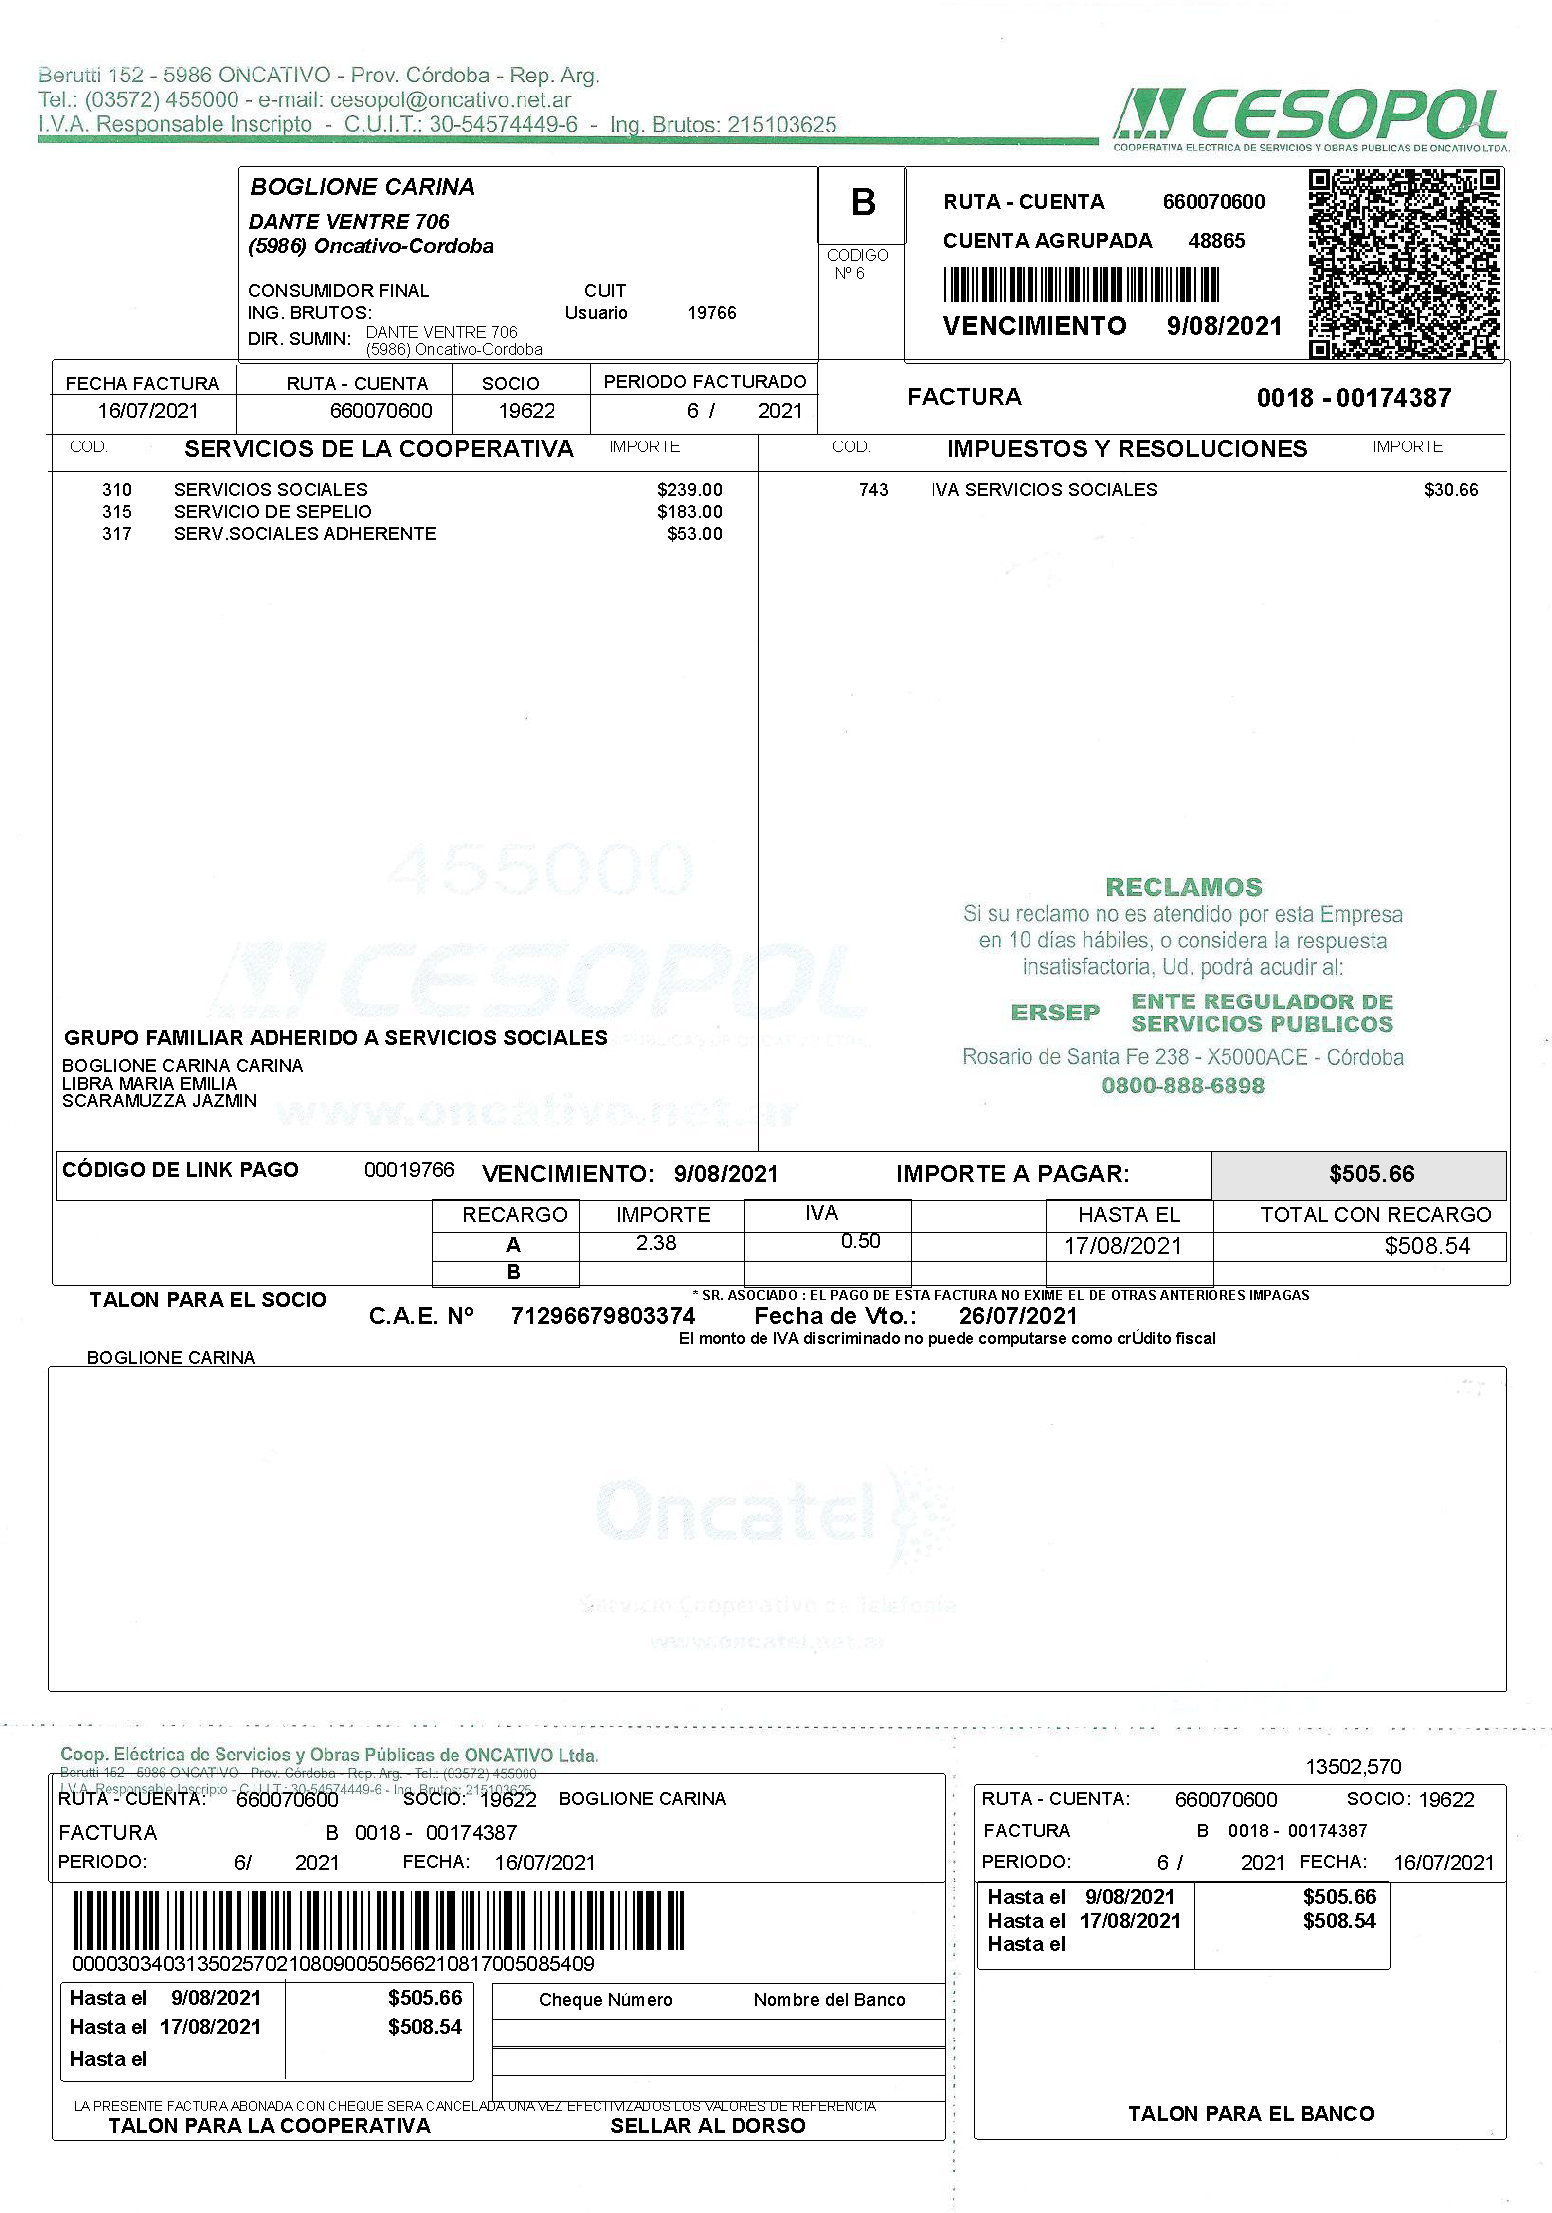 Berutti 152 - 5986 ONCATIVO - Prov. Córdoba - Rep. Arg.
Tel.: (03572) 455000 - e-mail: cesopol@oncativo.net.ar
I.V.A. Responsable Inscripto - C.U.I.T.: 30-54574449-6 - Ing. Brutos: 215103625
CESOPOL
COOPERATIVA ELECTRICA DE SERVICIOS Y OBRAS PUBLICAS DE ONCATIVO LTDA.
BOGLIONE CARINA
DANTE VENTRE 706
(5986) Oncativo-Cordoba
CONSUMIDOR FINAL CUIT
ING. BRUTOS: Usuario 19766
DIR. SUMIN: DANTE VENTRE 706
(5986) Oncativo-Cordoba
B
CODIGO
Nº 6
RUTA - CUENTA 660070600
CUENTA AGRUPADA 48865
VENCIMIENTO 9/08/2021
FECHA FACTURA RUTA - CUENTA SOCIO PERIODO FACTURADO
16/07/2021 660070600 19622 6 / 2021
FACTURA 0018 - 00174387
COD. SERVICIOS DE LA COOPERATIVA IMPORTE COD. IMPUESTOS Y RESOLUCIONES IMPORTE
310 SERVICIOS SOCIALES $239.00 743 IVA SERVICIOS SOCIALES $30.66
315 SERVICIO DE SEPELIO $183.00
317 SERV.SOCIALES ADHERENTE $53.00
455000
CESOPOL
RECLAMOS
Si su reclamo no es atendido por esta Empresa
en 10 días hábiles, o considera la respuesta
insatisfactoria, Ud. podrá acudir al:
ERSEP ENTE REGULADOR DE
SERVICIOS PUBLICOS
Rosario de Santa Fe 238 - X5000ACE - Córdoba
0800-888-6898
GRUPO FAMILIAR ADHERIDO A SERVICIOS SOCIALES
BOGLIONE CARINA CARINA
LIBRA MARIA EMILIA
SCARAMUZZA JAZMIN
www.oncativo.net.ar
CÓDIGO DE LINK PAGO 00019766 VENCIMIENTO: 9/08/2021 IMPORTE A PAGAR: $505.66
RECARGO IMPORTE IVA HASTA EL TOTAL CON RECARGO
A 2.38 0.50 17/08/2021 $508.54
B
TALON PARA EL SOCIO
* SR. ASOCIADO : EL PAGO DE ESTA FACTURA NO EXIME EL DE OTRAS ANTERIORES IMPAGAS
C.A.E. Nº 71296679803374 Fecha de Vto.: 26/07/2021
El monto de IVA discriminado no puede computarse como crÚdito fiscal
BOGLIONE CARINA
Oncatel
Servicio Cooperativo de Telefonía
www.oncatel.net.ar
Coop. Eléctrica de Servicios y Obras Públicas de ONCATIVO Ltda.
Berutti 152 - 5986 ONCATIVO - Prov. Córdoba - Rep. Arg. - Tel.: (03572) 455000
I.V.A. Responsable Inscripto - C.U.I.T.: 30-54574449-6 - Ing. Brutos: 215103625
RUTA - CUENTA: 660070600 SOCIO: 19622 BOGLIONE CARINA
FACTURA B 0018 - 00174387
PERIODO: 6/ 2021 FECHA: 16/07/2021
0000303403135025702108090050566210817005085409
Hasta el 9/08/2021 $505.66
Hasta el 17/08/2021 $508.54
Hasta el
Cheque Número Nombre del Banco
LA PRESENTE FACTURA ABONADA CON CHEQUE SERA CANCELADA UNA VEZ EFECTIVIZADOS LOS VALORES DE REFERENCIA
TALON PARA LA COOPERATIVA SELLAR AL DORSO
13502,570
RUTA - CUENTA: 660070600 SOCIO: 19622
FACTURA B 0018 - 00174387
PERIODO: 6 / 2021 FECHA: 16/07/2021
Hasta el 9/08/2021 $505.66
Hasta el 17/08/2021 $508.54
Hasta el
TALON PARA EL BANCO